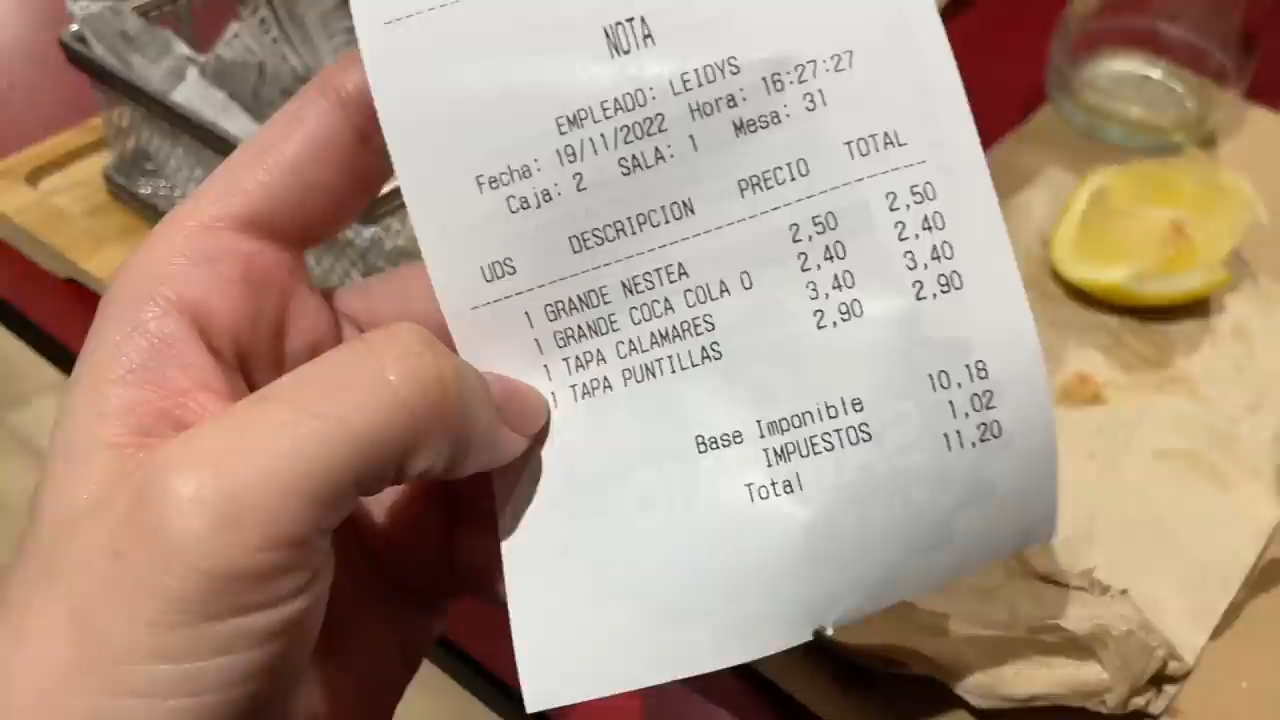 NOTA
EMPLEADO: LEIDYS
Fecha: 19/11/2022 Hora: 16:27:27
Caja: 2 SALA: 1 Mesa: 31
UDS DESCRIPCION PRECIO TOTAL
1 GRANDE NESTEA 2,50 2,50
1 GRANDE COCA COLA 0 2,40 2,40
1 TAPA CALAMARES 3,40 3,40
1 TAPA PUNTILLAS 2,90 2,90
Base Imponible 10,18
IMPUESTOS 1,02
Total 11,20